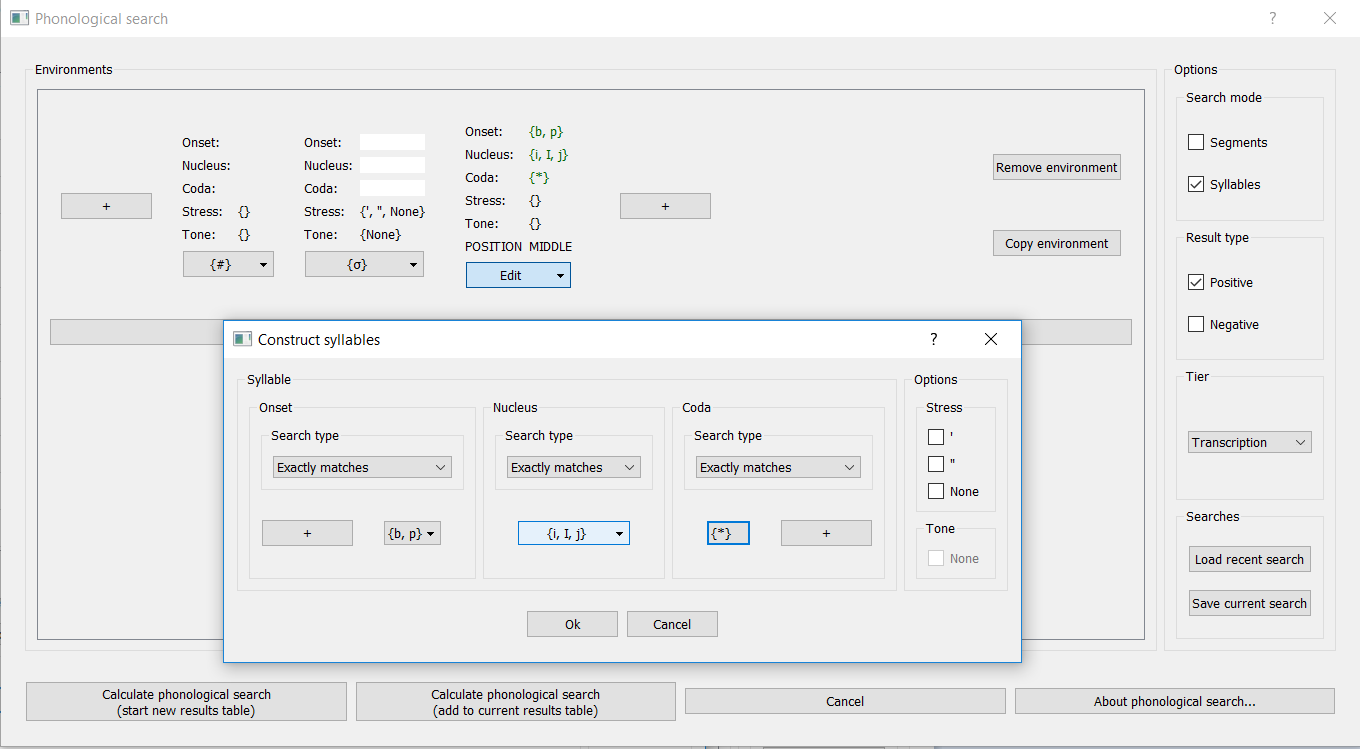 Phonological search
?
Environments
Onset:
Nucleus:
Coda:
Stress: {}
Tone: {}
{#}
Onset:
Nucleus:
Coda:
Stress: {', ", None}
Tone: {None}
{σ}
Onset: {b, p}
Nucleus: {i, I, j}
Coda: {*}
Stress: {}
Tone: {}
POSITION MIDDLE
Edit
+
+
Remove environment
Copy environment
Construct syllables
?
Syllable
Onset
Search type
Exactly matches
+
{b, p}
Nucleus
Search type
Exactly matches
{i, I, j}
Coda
Search type
Exactly matches
{*}
+
Options
Stress
'
"
None
Tone
None
Ok
Cancel
Options
Search mode
Segments
Syllables
Result type
Positive
Negative
Tier
Transcription
Searches
Load recent search
Save current search
Calculate phonological search
(start new results table)
Calculate phonological search
(add to current results table)
Cancel
About phonological search...